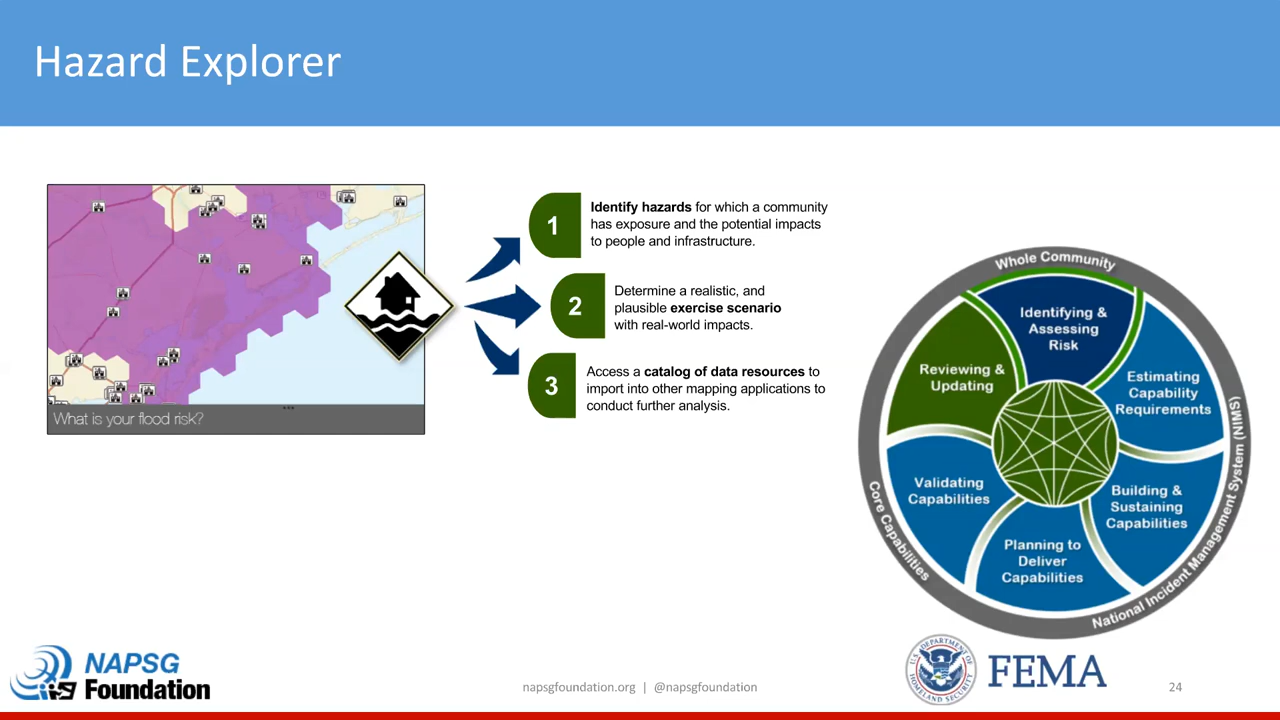 Hazard Explorer
What is your flood risk?
1
Identify hazards for which a community
has exposure and the potential impacts
to people and infrastructure.
2
Determine a realistic, and
plausible exercise scenario
with real-world impacts.
3
Access a catalog of data resources to
import into other mapping applications to
conduct further analysis.
Whole Community
Identifying &
Assessing
Risk
Estimating
Capability
Requirements
Building &
Sustaining
Capabilities
Planning to
Deliver
Capabilities
Validating
Capabilities
Reviewing &
Updating
Core Capabilities
National Incident Management System (NIMS)
NAPSG
Foundation
napsgfoundation.org | @napsgfoundation
U.S. DEPARTMENT OF
HOMELAND SECURITY
FEMA
24